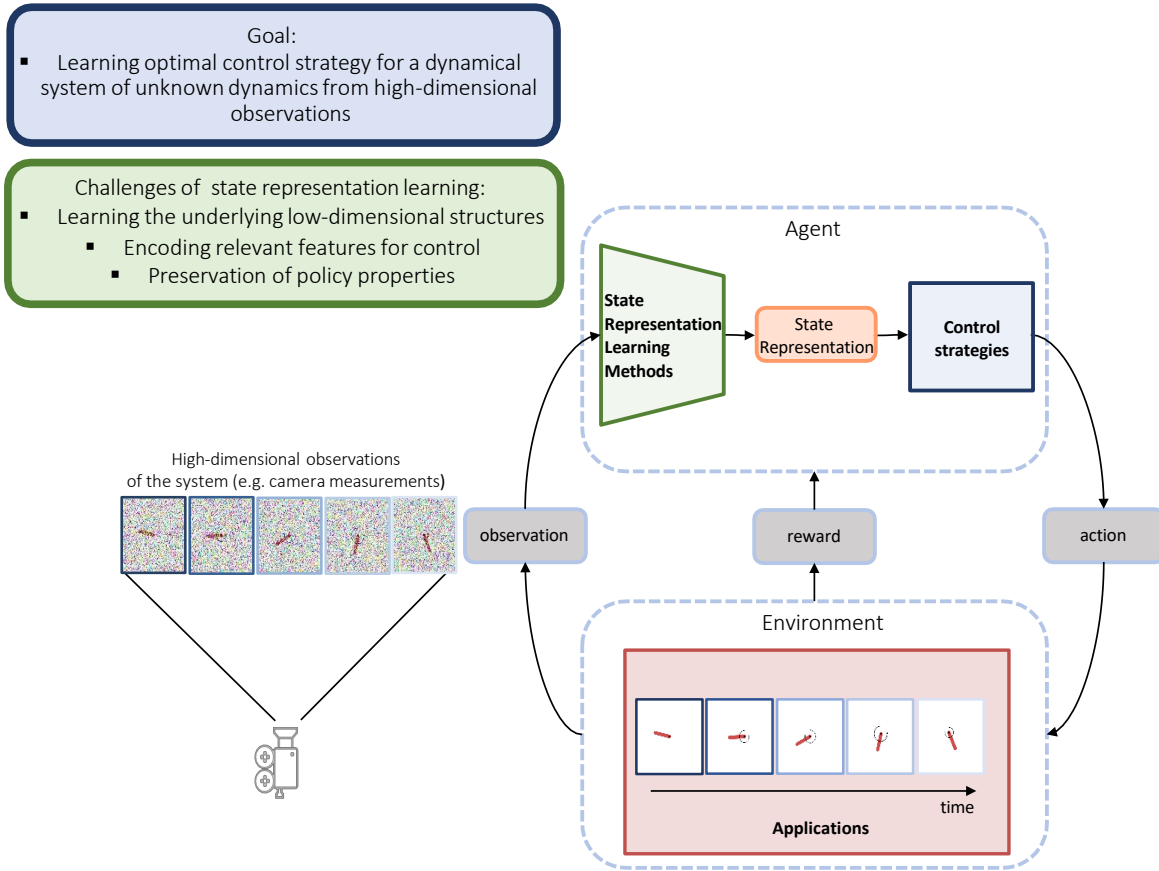 Goal:
▪ Learning optimal control strategy for a dynamical
system of unknown dynamics from high-dimensional
observations
Challenges of state representation learning:
▪ Learning the underlying low-dimensional structures
▪ Encoding relevant features for control
▪ Preservation of policy properties
Agent
State
Representation
Learning
Methods
State
Representation
Control
strategies
High-dimensional observations
of the system (e.g. camera measurements)
observation
reward
action
Environment
time
Applications